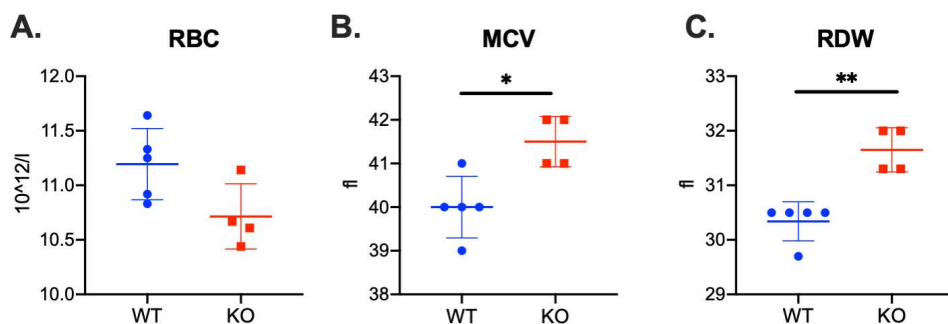 A.
RBC
10^12/l
12.0
11.5
11.0
10.5
10.0
WT KO
B.
MCV
*
fl
43
42
41
40
39
38
WT KO
C.
RDW
**
fl
33
32
31
30
29
WT KO